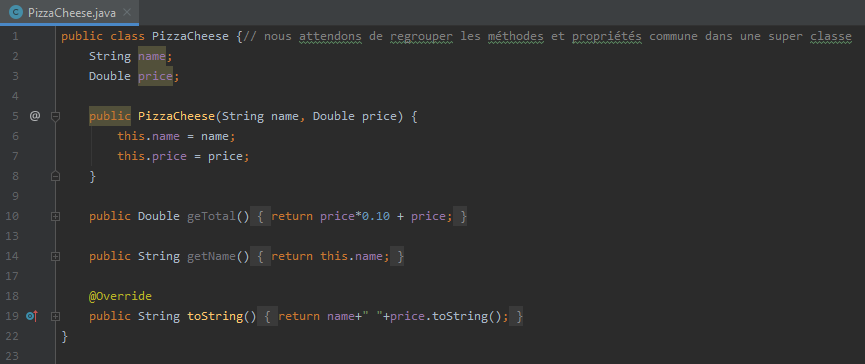 PizzaCheese.java
1 public class PizzaCheese {// nous attendons de regrouper les méthodes et propriétés commune dans une super classe
2 String name;
3 Double price;
4
5 @ public PizzaCheese(String name, Double price) {
6 this.name = name;
7 this.price = price;
8 }
9
10 public Double geTotal() { return price*0.10 + price; }
13
14 public String getName() { return this.name; }
17
18 @Override
19 public String toString() { return name+" "+price.toString(); }
22 }
23